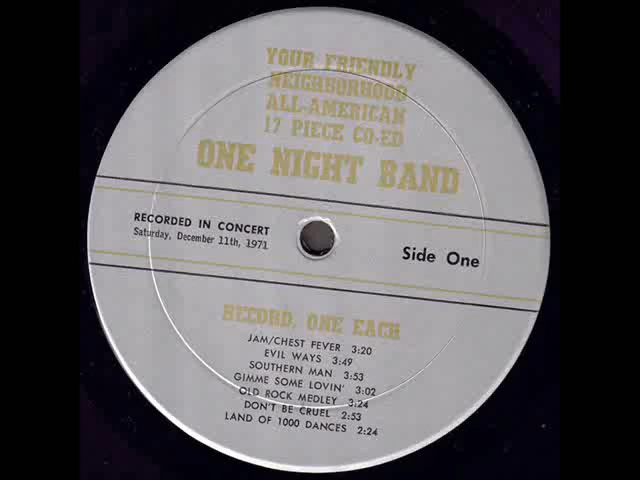 YOUR FRIENDLY
NEIGHBORHOOD
ALL-AMERICAN
17 PIECE CO-ED
ONE NIGHT BAND
RECORDED IN CONCERT
Saturday, December 11th, 1971
Side One
RECORD, ONE EACH
JAM/CHEST FEVER 3:20
EVIL WAYS 3:49
SOUTHERN MAN 3:53
GIMME SOME LOVIN' 3:02
OLD ROCK MEDLEY 3:24
DON'T BE CRUEL 2:53
LAND OF 1000 DANCES 2:24